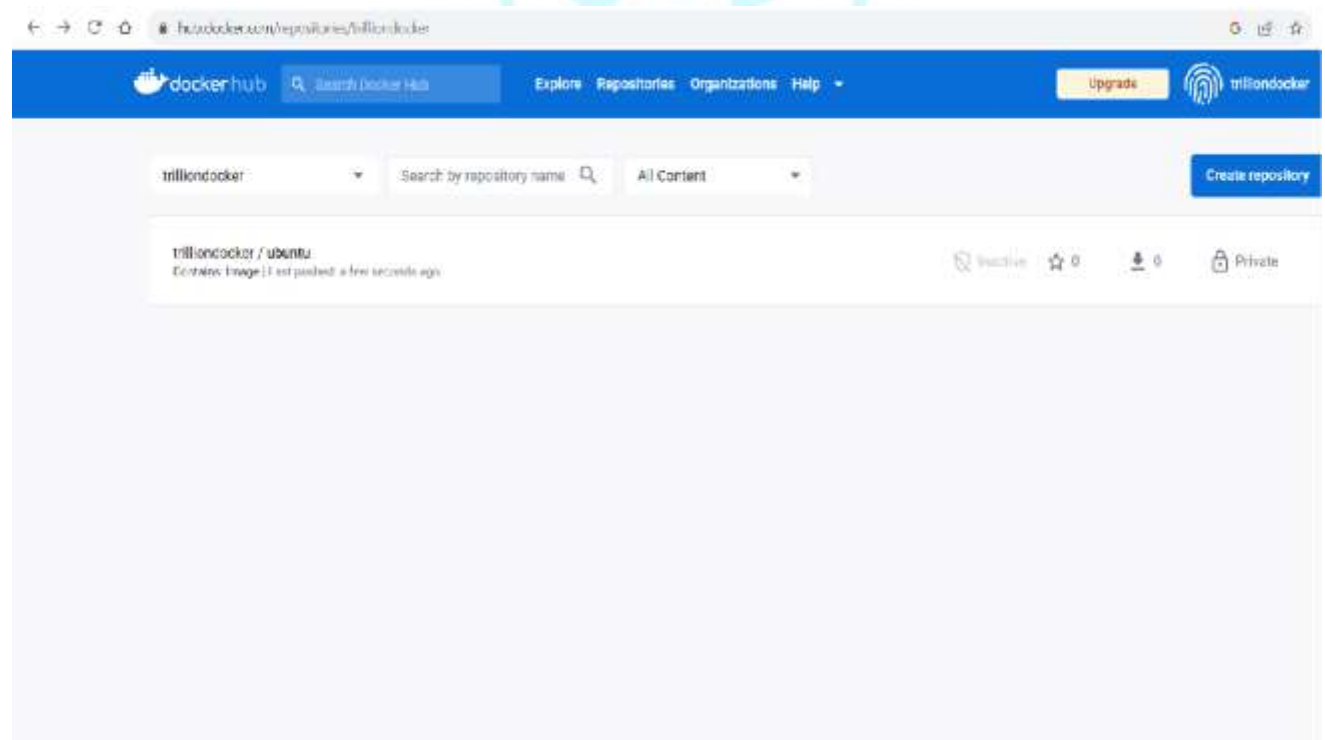 hub.docker.com/repositories/trilliondocker
docker hub Search Docker Hub Explore Repositories Organizations Help Upgrade trilliondocker
trilliondocker Search by repository name All Content Create repository
trilliondocker / ubuntu
Contains: Image | Last pushed: a few seconds ago
Inactive 0 0 Private